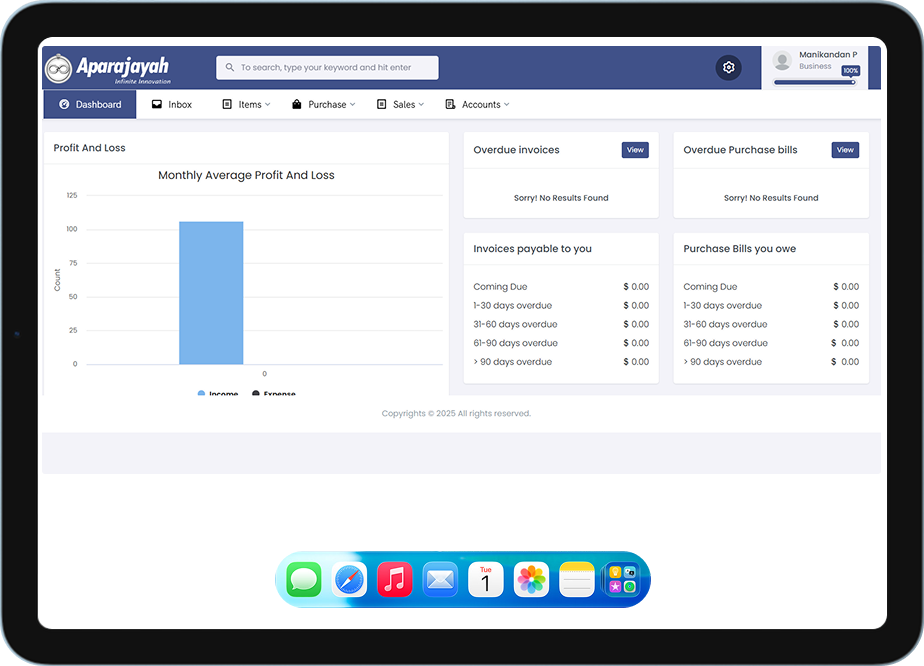 Aparajayah
Infinite Innovation
To search, type your keyword and hit enter
Manikandan P
Business
100%
Dashboard
Inbox
Items
Purchase
Sales
Accounts
Profit And Loss
Monthly Average Profit And Loss
125
100
75
50
25
0
Count
0
Income
Expense
Overdue invoices
View
Sorry! No Results Found
Overdue Purchase bills
View
Sorry! No Results Found
Invoices payable to you
Coming Due $ 0.00
1-30 days overdue $ 0.00
31-60 days overdue $ 0.00
61-90 days overdue $ 0.00
> 90 days overdue $ 0.00
Purchase Bills you owe
Coming Due $ 0.00
1-30 days overdue $ 0.00
31-60 days overdue $ 0.00
61-90 days overdue $ 0.00
> 90 days overdue $ 0.00
Copyrights © 2025 All rights reserved.
Tue
1